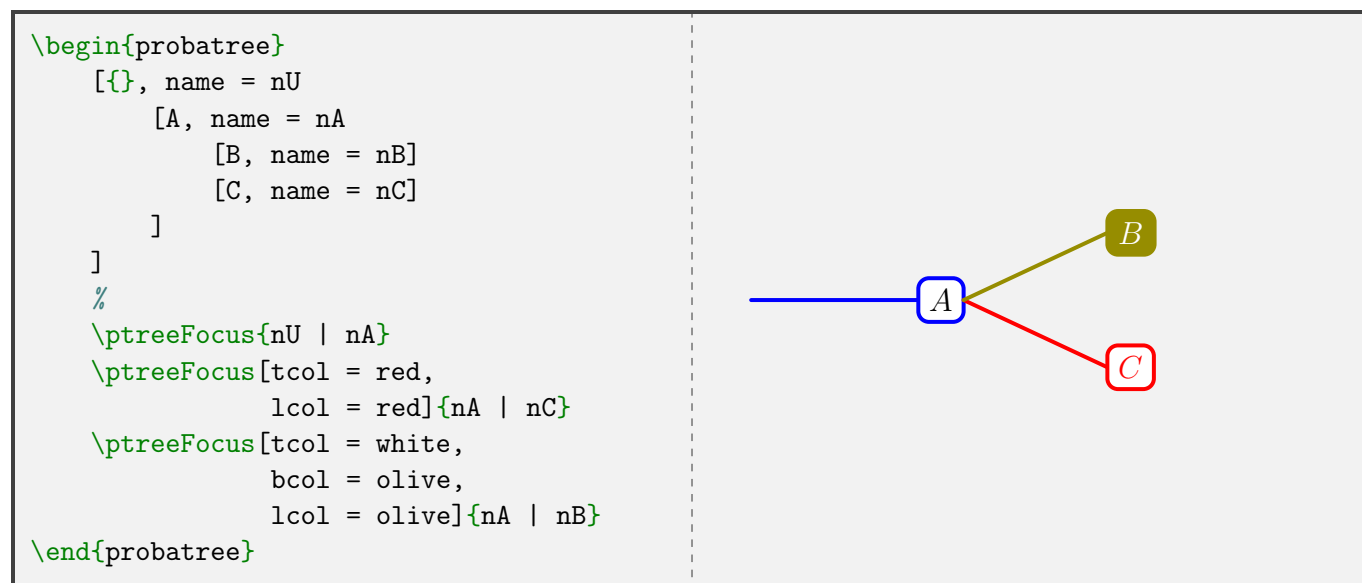 \begin{probatree}
    [{}, name = nU
        [A, name = nA
            [B, name = nB]
            [C, name = nC]
        ]
    ]
    %
    \ptreeFocus{nU | nA}
    \ptreeFocus[tcol = red,
                lcol = red]{nA | nC}
    \ptreeFocus[tcol = white,
                bcol = olive,
                lcol = olive]{nA | nB}
\end{probatree}
B
A
C